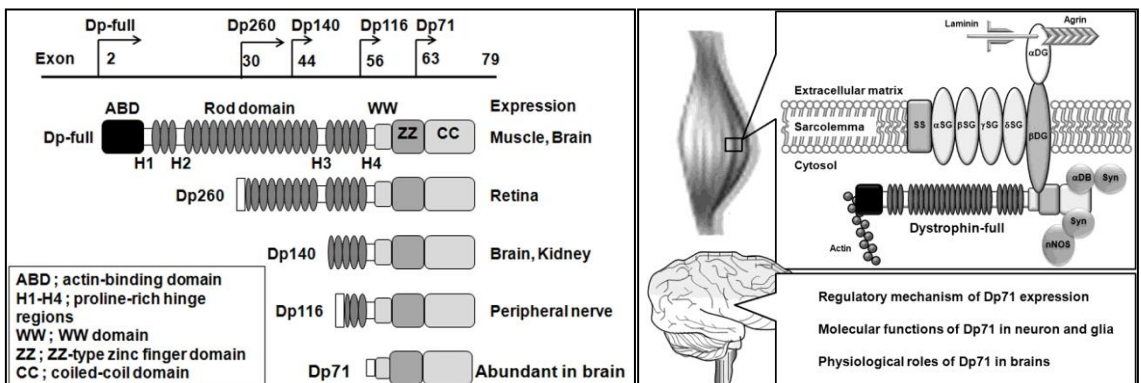 Dp-full
Dp260
Dp140
Dp116
Dp71
Exon
2
30
44
56
63
79
ABD
Rod domain
WW
Expression
Dp-full
ZZ
CC
Muscle, Brain
H1
H2
H3
H4
Dp260
Retina
Dp140
Brain, Kidney
Dp116
Peripheral nerve
Dp71
Abundant in brain
ABD ; actin-binding domain
H1-H4 ; proline-rich hinge
regions
WW ; WW domain
ZZ ; ZZ-type zinc finger domain
CC ; coiled-coil domain
Laminin
Agrin
αDG
Extracellular matrix
Sarcolemma
Cytosol
SS
αSG
βSG
γSG
δSG
βDG
αDB
Syn
Syn
nNOS
Actin
Dystrophin-full
Regulatory mechanism of Dp71 expression
Molecular functions of Dp71 in neuron and glia
Physiological roles of Dp71 in brains